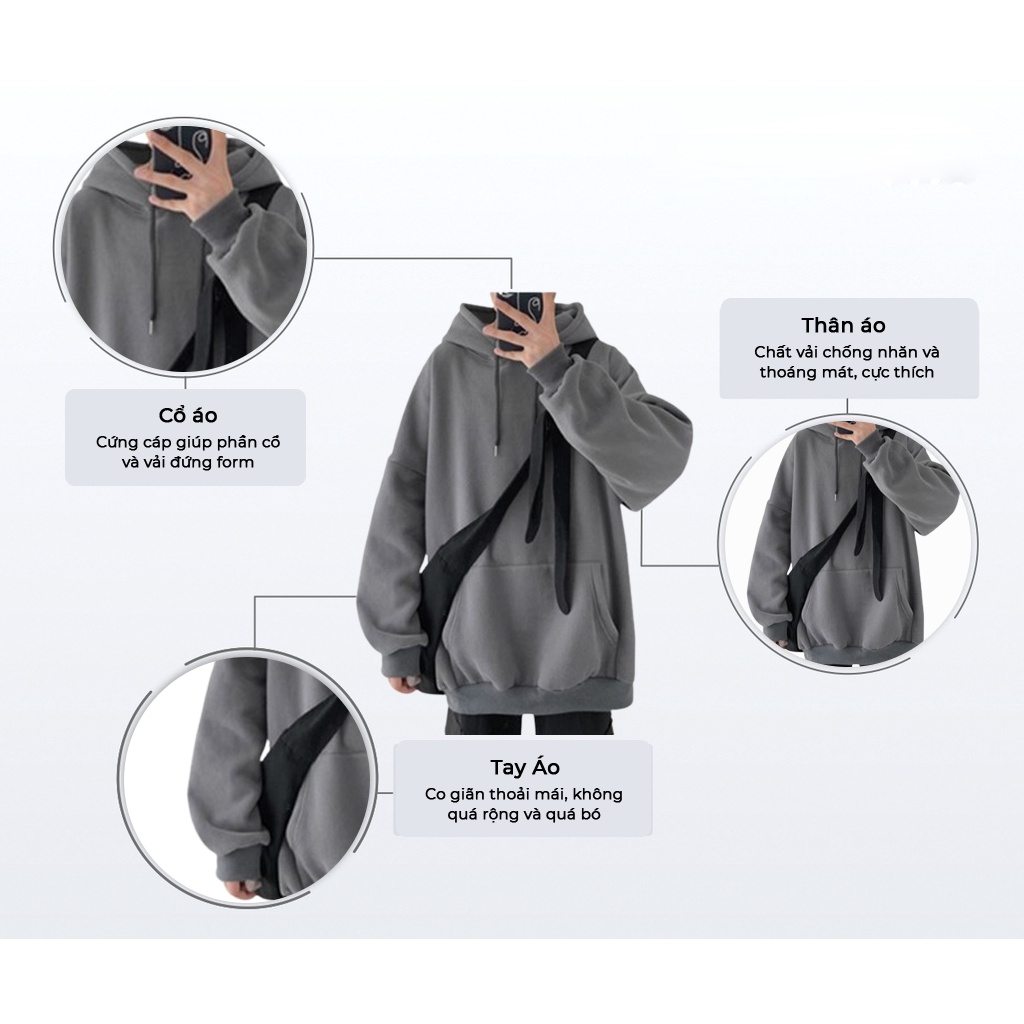 Cổ áo
Cứng cáp giúp phần cổ
và vải đứng form
Thân áo
Chất vải chống nhăn và
thoáng mát, cực thích
Tay Áo
Co giãn thoải mái, không
quá rộng và quá bó